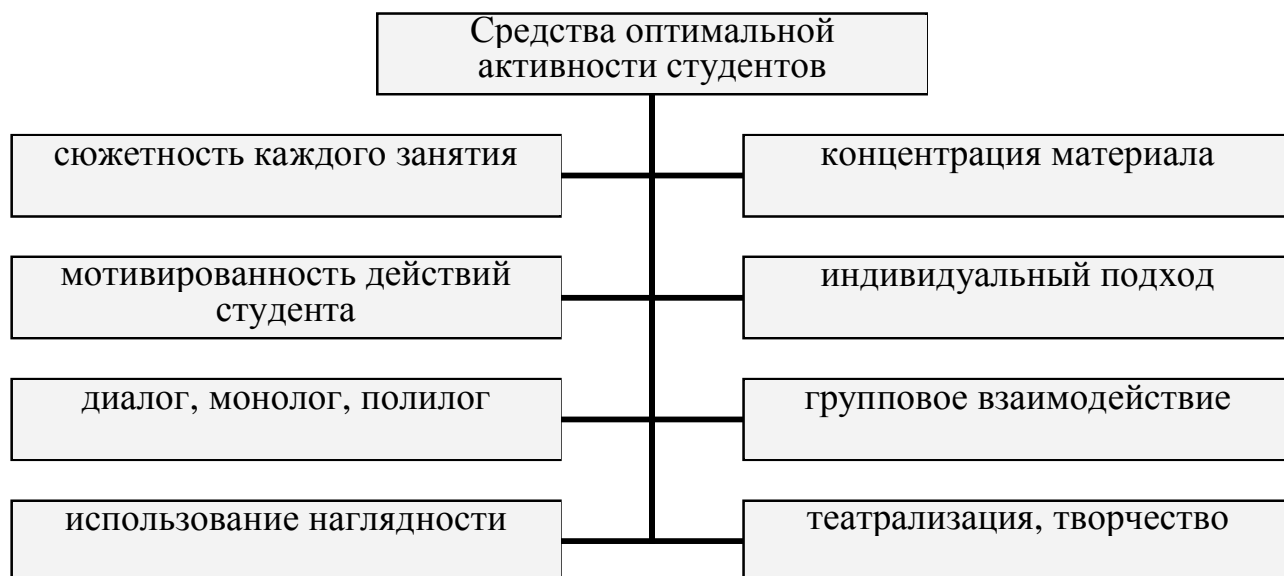 Средства оптимальной
активности студентов
сюжетность каждого занятия
концентрация материала
мотивированность действий
студента
индивидуальный подход
диалог, монолог, полилог
групповое взаимодействие
использование наглядности
театрализация, творчество